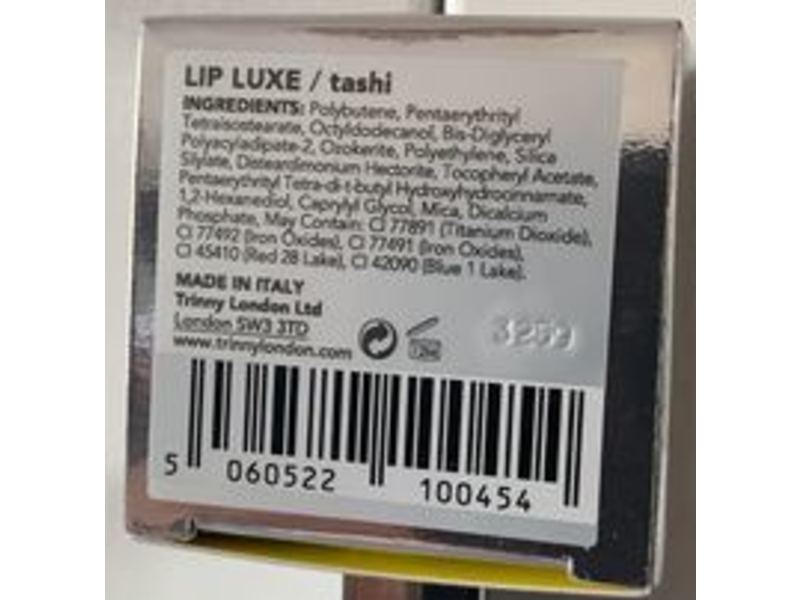 LIP LUXE / tashi
INGREDIENTS: Polybutene, Pentaerythrityl
Tetraisostearate, Octyldodecanol, Bis-Diglyceryl
Polyacyladipate-2, Ozokerite, Polyethylene, Silica
Silylate, Disteardimonium Hectorite, Tocopheryl Acetate,
Pentaerythrityl Tetra-di-t-butyl Hydroxyhydrocinnamate,
1,2-Hexanediol, Caprylyl Glycol, Mica, Dicalcium
Phosphate, May Contain: CI 77891 (Titanium Dioxide),
CI 77492 (Iron Oxides), CI 77491 (Iron Oxides),
CI 45410 (Red 28 Lake), CI 42090 (Blue 1 Lake).
MADE IN ITALY
Trinny London Ltd
London SW3 3TD
www.trinnylondon.com
12M
3259
5 060522 100454